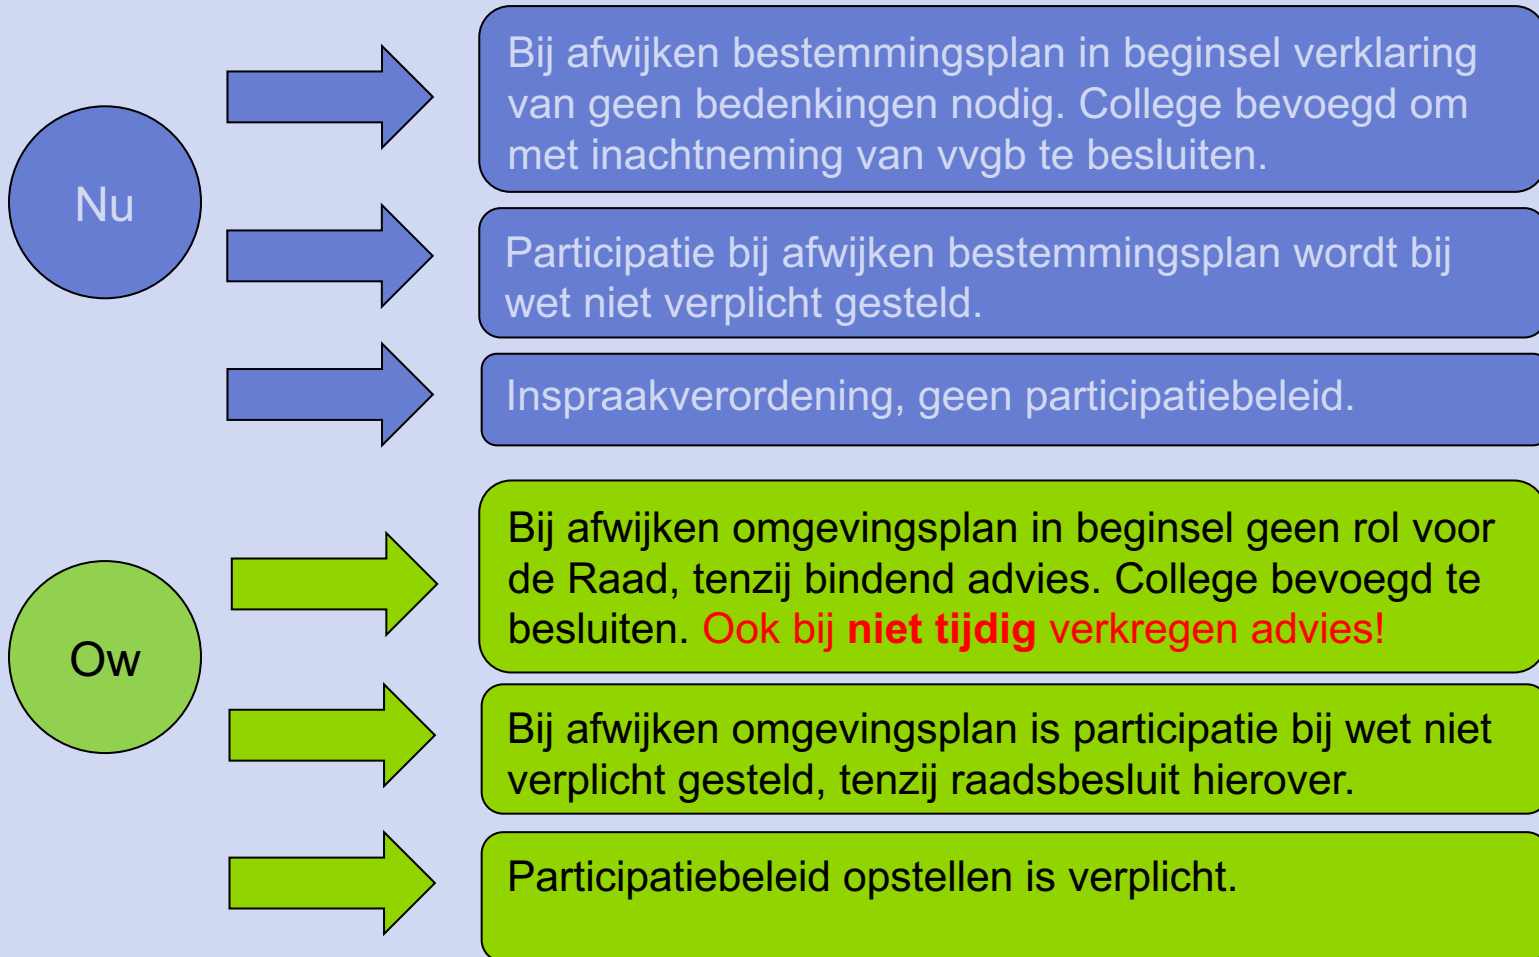 Nu
Bij afwijken bestemmingsplan in beginsel verklaring
van geen bedenkingen nodig. College bevoegd om
met inachtneming van vvgb te besluiten.
Participatie bij afwijken bestemmingsplan wordt bij
wet niet verplicht gesteld.
Inspraakverordening, geen participatiebeleid.
Ow
Bij afwijken omgevingsplan in beginsel geen rol voor
de Raad, tenzij bindend advies. College bevoegd te
besluiten. Ook bij niet tijdig verkregen advies!
Bij afwijken omgevingsplan is participatie bij wet niet
verplicht gesteld, tenzij raadsbesluit hierover.
Participatiebeleid opstellen is verplicht.